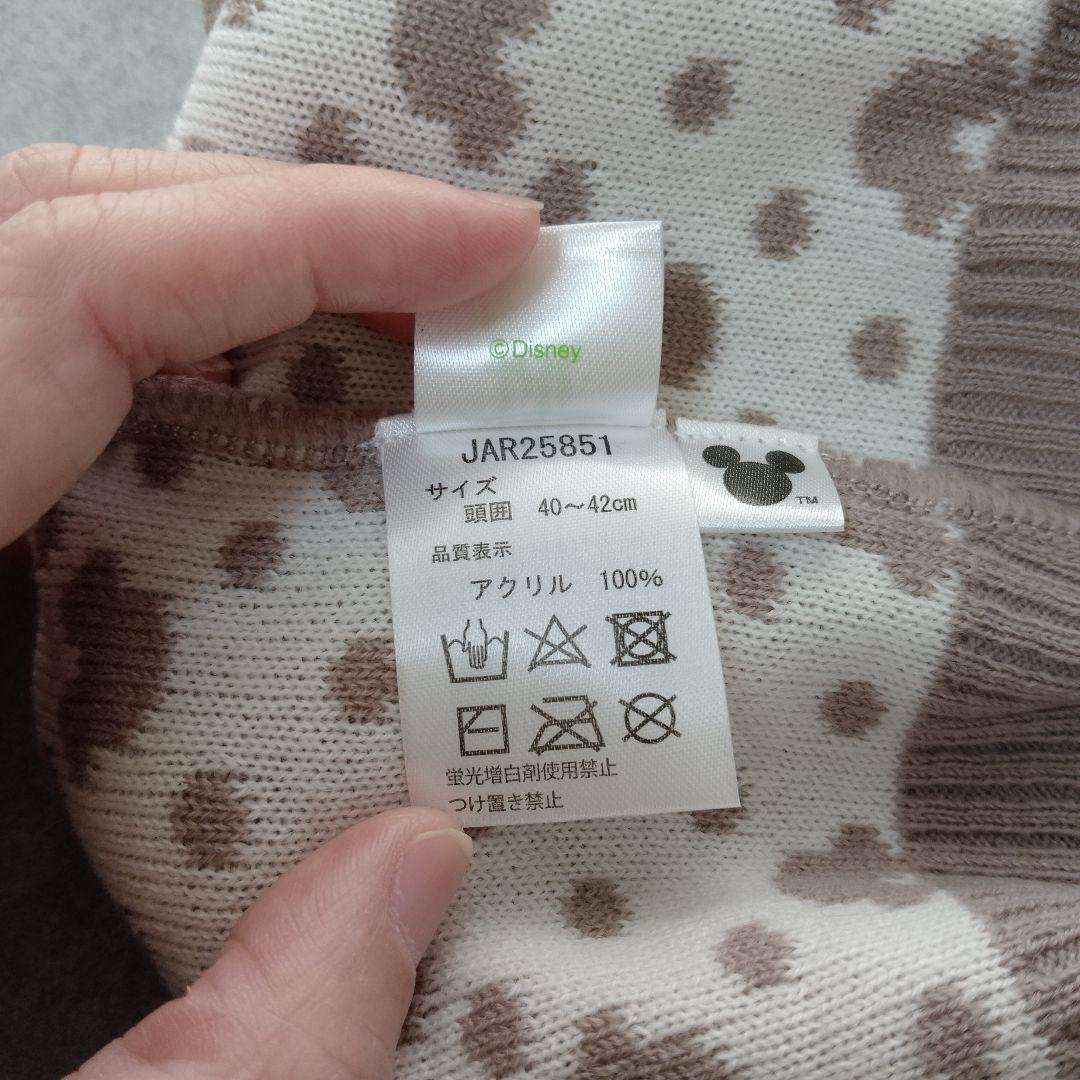 ©Disney
JAR25851
サイズ
頭囲 40～42cm
TM
品質表示
アクリル 100%
蛍光増白剤使用禁止
つけ置き禁止